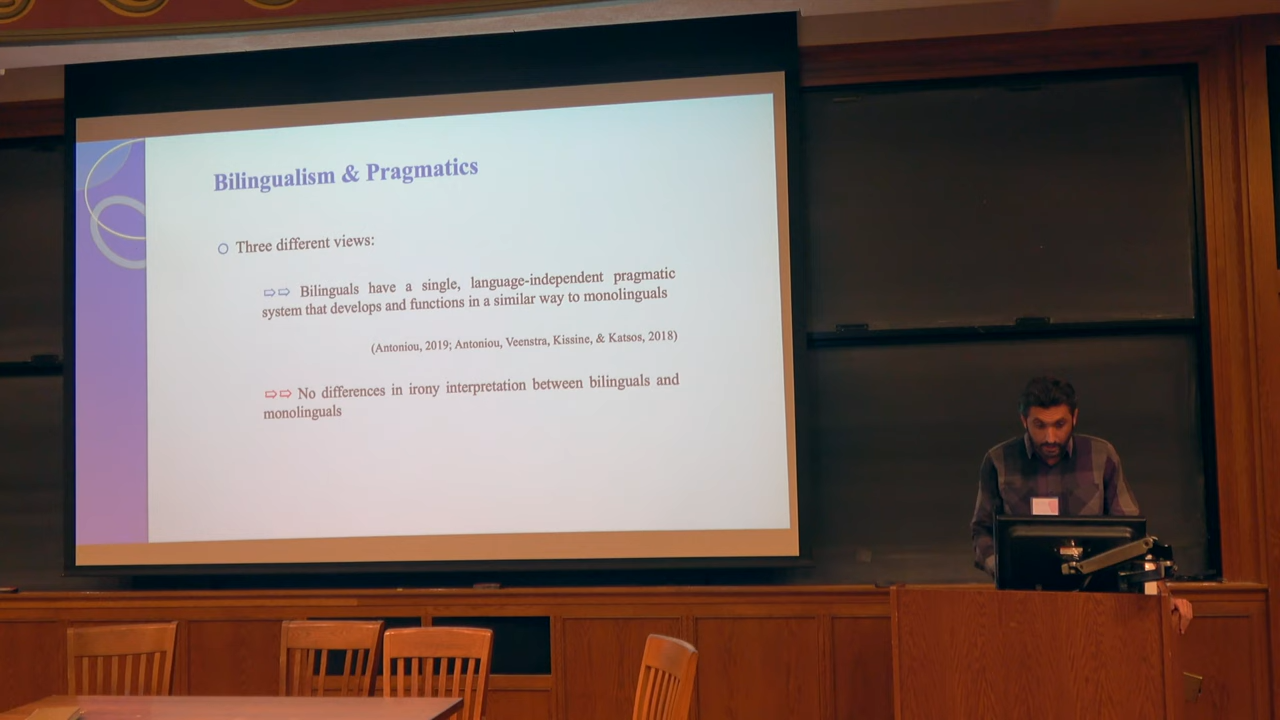 Bilingualism & Pragmatics
Three different views:
⇨⇨ Bilinguals have a single, language-independent pragmatic
system that develops and functions in a similar way to monolinguals
(Antoniou, 2019; Antoniou, Veenstra, Kissine, & Katsos, 2018)
⇨⇨ No differences in irony interpretation between bilinguals and
monolinguals